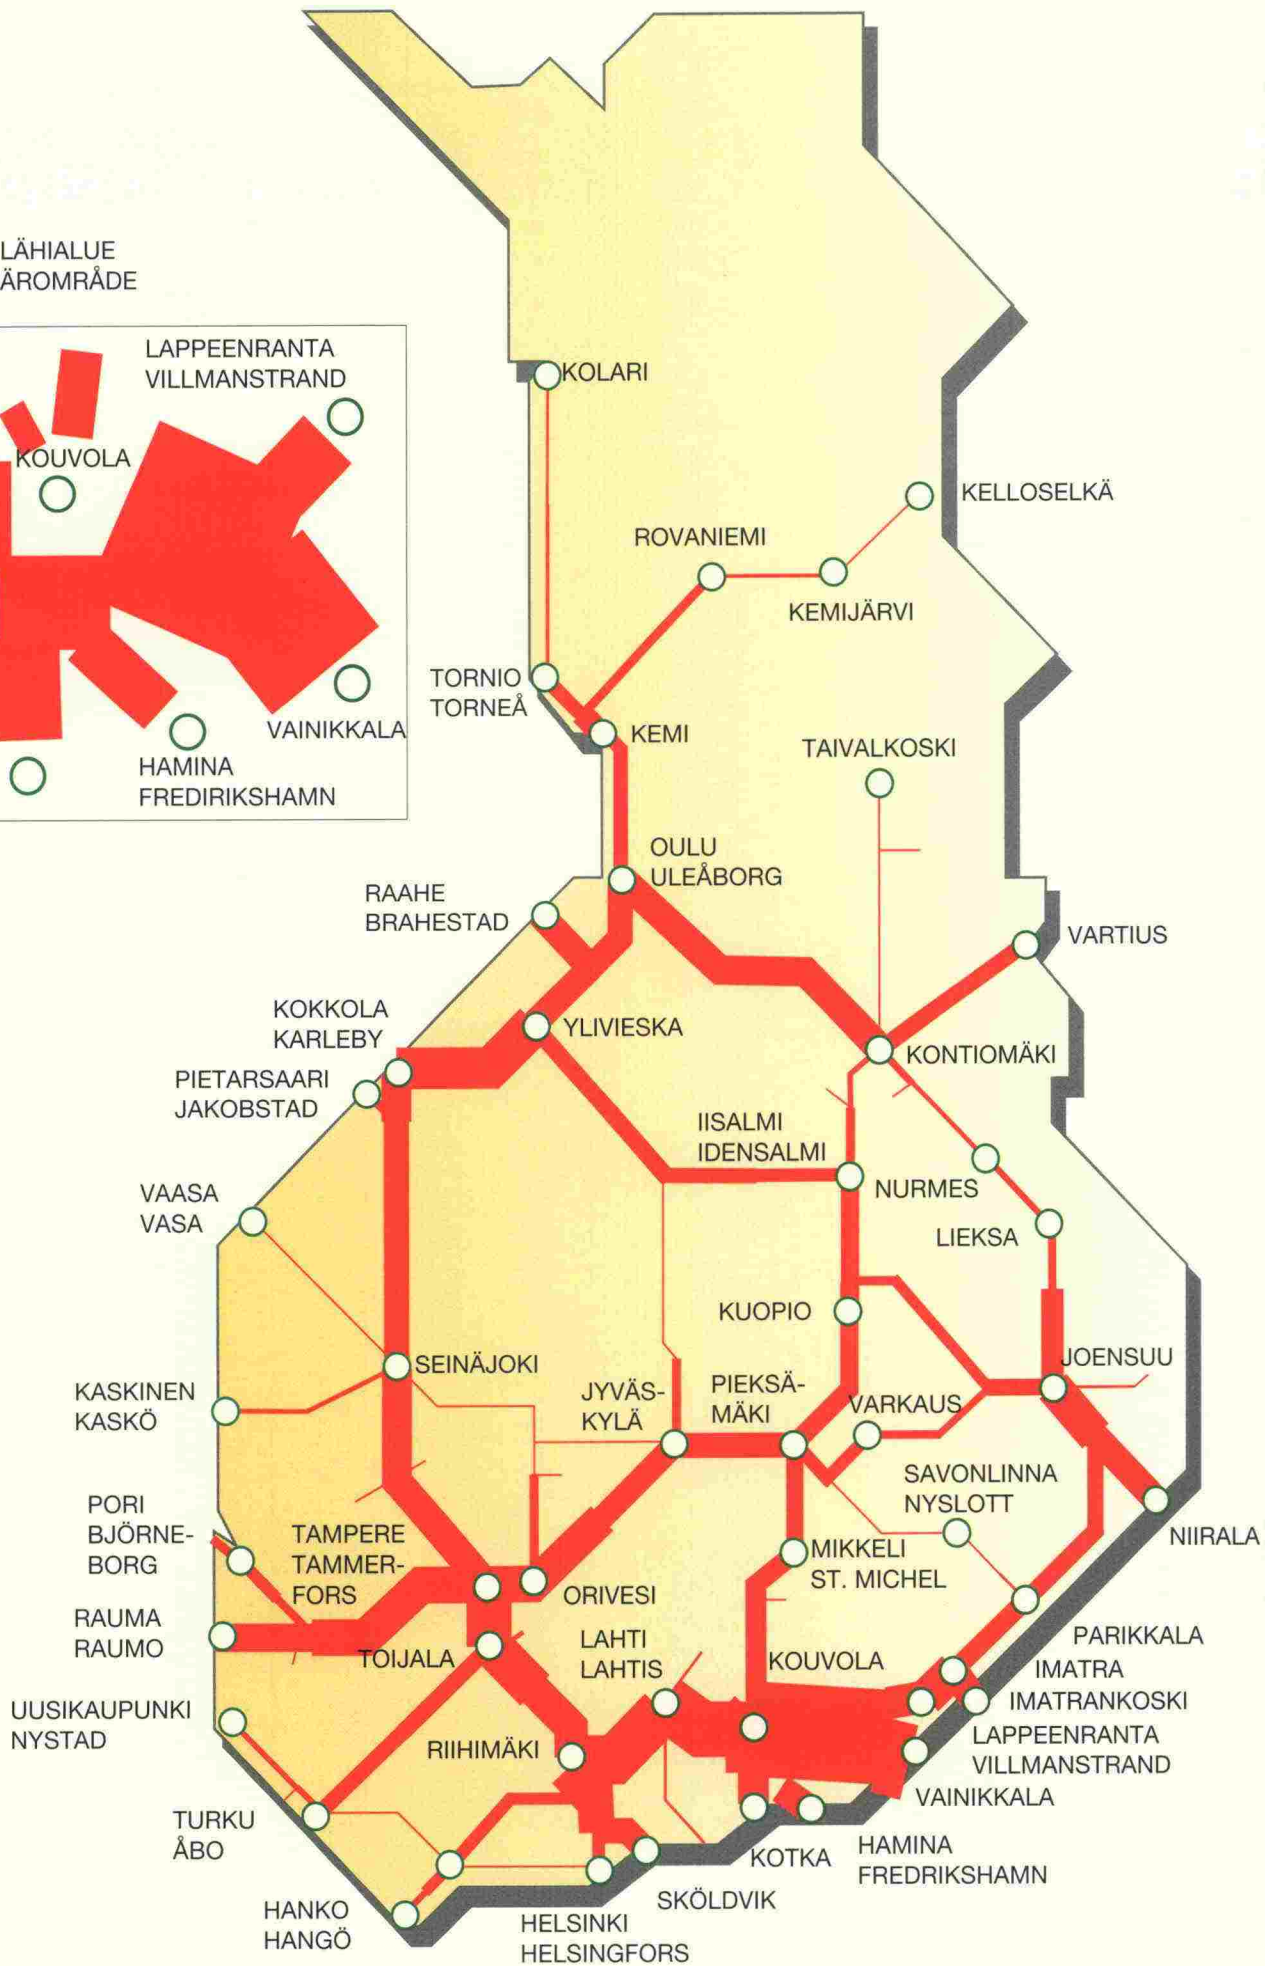 LÄHIALUE
ÄROMRÅDE
LAPPEENRANTA
VILLMANSTRAND
KOUVOLA
VAINIKKALA
HAMINA
FREDIRIKSHAMN
KOLARI
KELLOSELKÄ
ROVANIEMI
KEMIJÄRVI
TORNIO
TORNEÅ
KEMI
TAIVALKOSKI
OULU
ULEÅBORG
RAAHE
BRAHESTAD
VARTIUS
KOKKOLA
KARLEBY
YLIVIESKA
KONTIOMÄKI
PIETARSAARI
JAKOBSTAD
IISALMI
IDENSALMI
NURMES
VAASA
VASA
LIEKSA
KUOPIO
SEINÄJOKI
JOENSUU
KASKINEN
KASKÖ
JYVÄS-
KYLÄ
PIEKSÄ-
MÄKI
VARKAUS
SAVONLINNA
NYSLOTT
PORI
BJÖRNE-
BORG
TAMPERE
TAMMER-
FORS
NIIRALA
MIKKELI
ST. MICHEL
ORIVESI
RAUMA
RAUMO
TOIJALA
LAHTI
LAHTIS
KOUVOLA
PARIKKALA
IMATRA
IMATRANKOSKI
UUSIKAUPUNKI
NYSTAD
RIIHIMÄKI
LAPPEENRANTA
VILLMANSTRAND
VAINIKKALA
TURKU
ÅBO
KOTKA
HAMINA
FREDRIKSHAMN
SKÖLDVIK
HANKO
HANGÖ
HELSINKI
HELSINGFORS